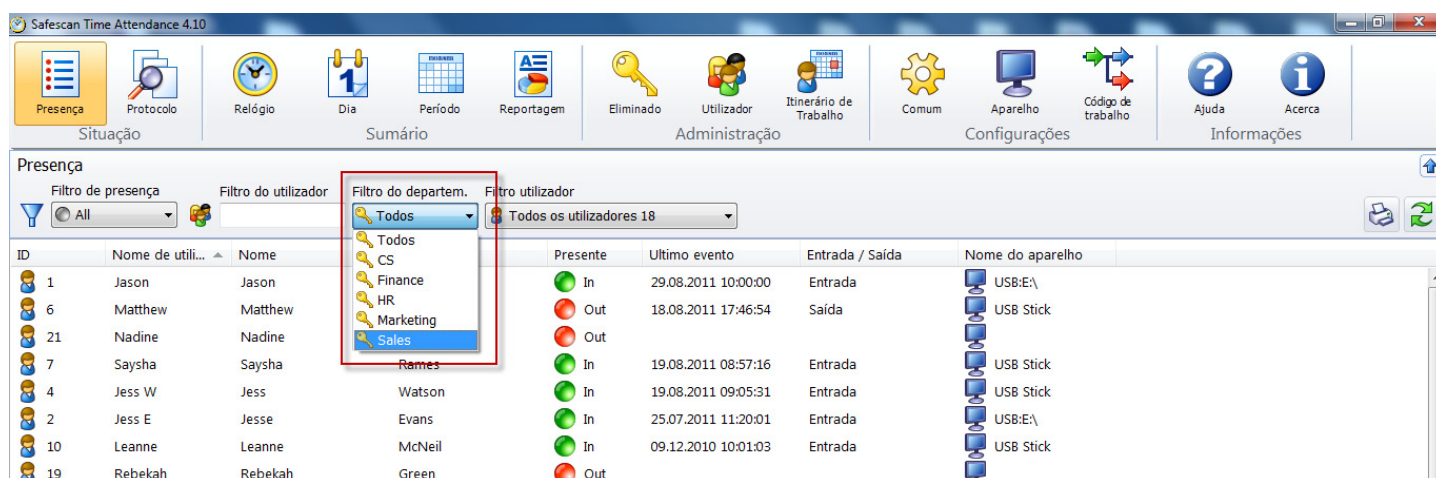 Safescan Time Attendance 4.10
Presença Protocolo Relógio Dia Período Reportagem Eliminado Utilizador Itinerário de Trabalho Comum Aparelho Código de trabalho Ajuda Acerca
Situação Sumário Administração Configurações Informações
Presença
Filtro de presença Filtro do utilizador Filtro do departem. Filtro utilizador
All Todos Todos os utilizadores 18
Todos
CS
Finance
HR
Marketing
Sales
ID Nome de utili... Nome Presente Ultimo evento Entrada / Saída Nome do aparelho
1 Jason Jason In 29.08.2011 10:00:00 Entrada USB:E:\
6 Matthew Matthew Out 18.08.2011 17:46:54 Saída USB Stick
21 Nadine Nadine Out
7 Saysha Saysha Rames In 19.08.2011 08:57:16 Entrada USB Stick
4 Jess W Jess Watson In 19.08.2011 09:05:31 Entrada USB Stick
2 Jess E Jesse Evans In 25.07.2011 11:20:01 Entrada USB:E:\
10 Leanne Leanne McNeil In 09.12.2010 10:01:03 Entrada USB Stick
19 Rebekah Rebekah Green Out